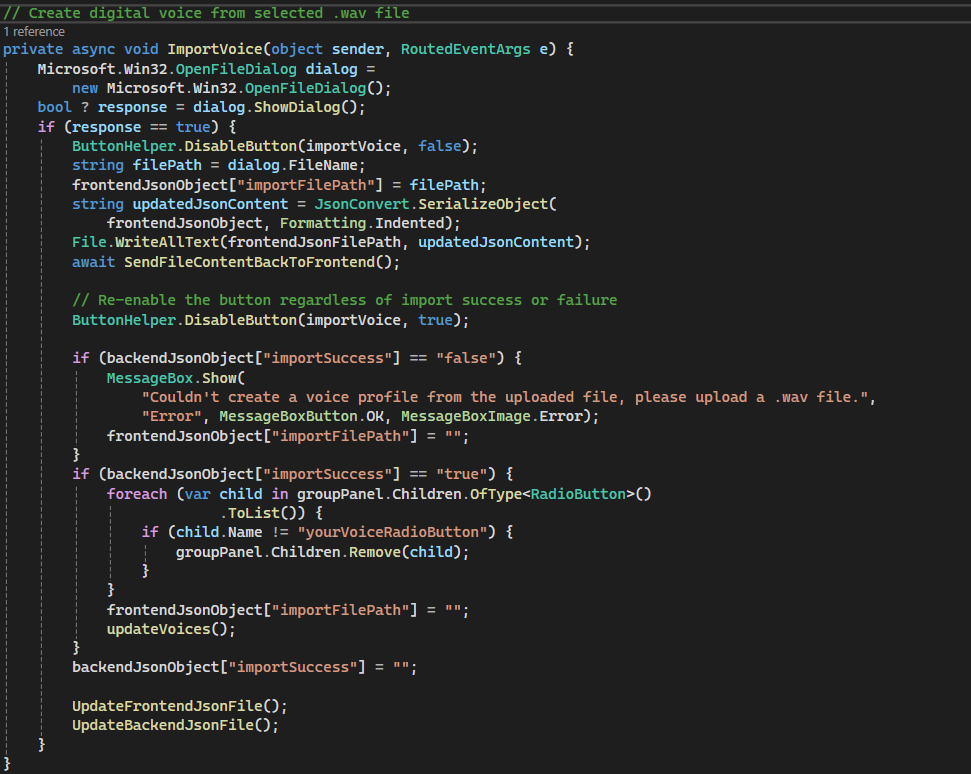 // Create digital voice from selected .wav file
1 reference
private async void ImportVoice(object sender, RoutedEventArgs e) {
    Microsoft.Win32.OpenFileDialog dialog =
        new Microsoft.Win32.OpenFileDialog();
    bool ? response = dialog.ShowDialog();
    if (response == true) {
        ButtonHelper.DisableButton(importVoice, false);
        string filePath = dialog.FileName;
        frontendJsonObject["importFilePath"] = filePath;
        string updatedJsonContent = JsonConvert.SerializeObject(
            frontendJsonObject, Formatting.Indented);
        File.WriteAllText(frontendJsonFilePath, updatedJsonContent);
        await SendFileContentBackToFrontend();

        // Re-enable the button regardless of import success or failure
        ButtonHelper.DisableButton(importVoice, true);

        if (backendJsonObject["importSuccess"] == "false") {
            MessageBox.Show(
                "Couldn't create a voice profile from the uploaded file, please upload a .wav file.",
                "Error", MessageBoxButton.OK, MessageBoxImage.Error);
            frontendJsonObject["importFilePath"] = "";
        }
        if (backendJsonObject["importSuccess"] == "true") {
            foreach (var child in groupPanel.Children.OfType<RadioButton>()
                         .ToList()) {
                if (child.Name != "yourVoiceRadioButton") {
                    groupPanel.Children.Remove(child);
                }
            }
            frontendJsonObject["importFilePath"] = "";
            updateVoices();
        }
        backendJsonObject["importSuccess"] = "";

        UpdateFrontendJsonFile();
        UpdateBackendJsonFile();
    }
}